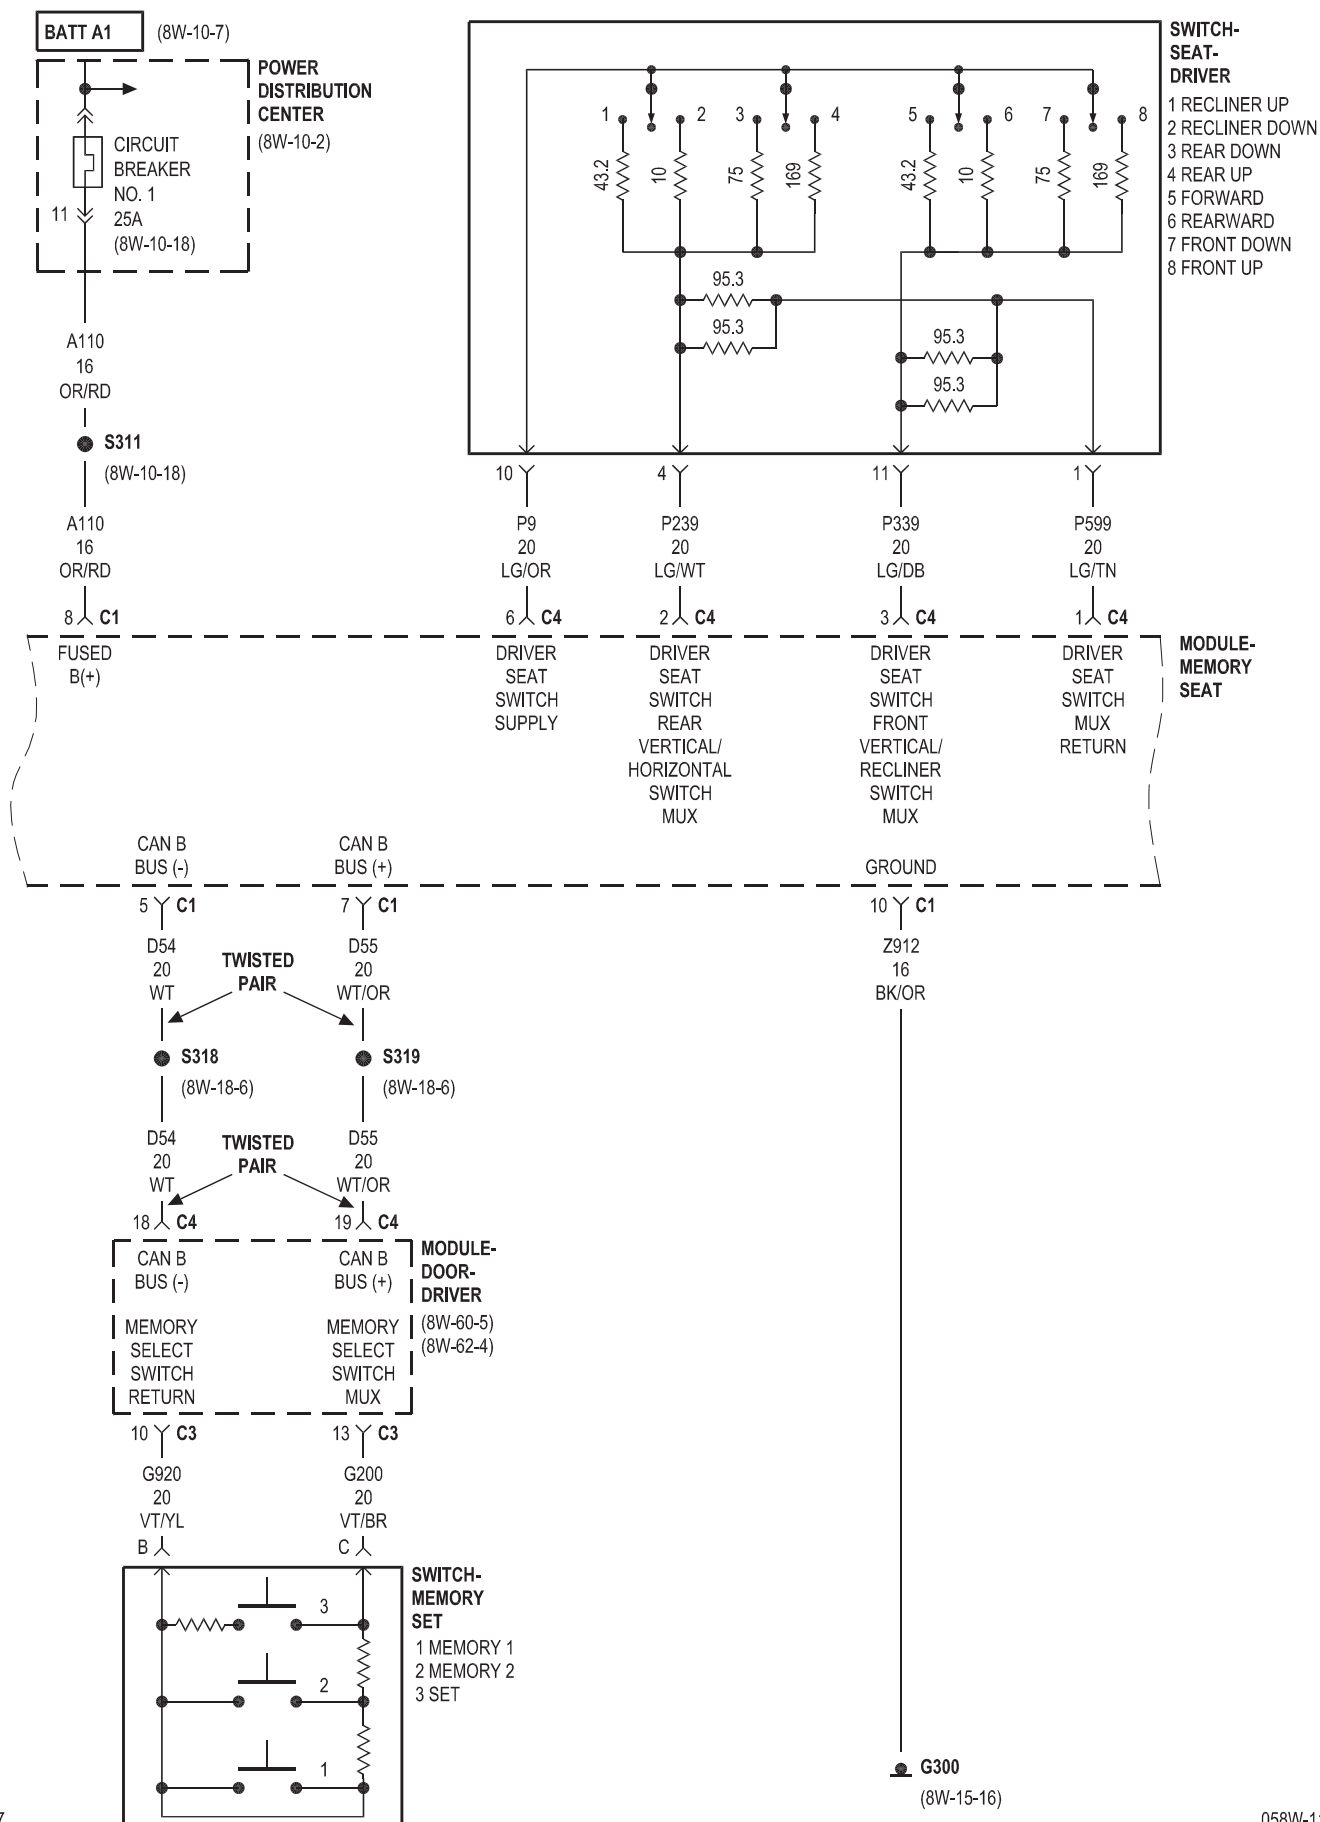 BATT A1 (8W-10-7)
POWER
DISTRIBUTION
CENTER
(8W-10-2)
CIRCUIT
BREAKER
NO. 1
25A
(8W-10-18)
11
A110
16
OR/RD
S311
(8W-10-18)
A110
16
OR/RD
8 C1
SWITCH-
SEAT-
DRIVER
1 RECLINER UP
2 RECLINER DOWN
3 REAR DOWN
4 REAR UP
5 FORWARD
6 REARWARD
7 FRONT DOWN
8 FRONT UP
1 2 3 4 5 6 7 8
43.2 10 75 169 43.2 10 75 169
95.3
95.3
95.3
95.3
10 4 11 1
P9 P239 P339 P599
20 20 20 20
LG/OR LG/WT LG/DB LG/TN
6 C4 2 C4 3 C4 1 C4
MODULE-
MEMORY
SEAT
FUSED
B(+)
DRIVER
SEAT
SWITCH
SUPPLY
DRIVER
SEAT
SWITCH
REAR
VERTICAL/
HORIZONTAL
SWITCH
MUX
DRIVER
SEAT
SWITCH
FRONT
VERTICAL/
RECLINER
SWITCH
MUX
DRIVER
SEAT
SWITCH
MUX
RETURN
CAN B
BUS (-)
CAN B
BUS (+)
GROUND
5 C1 7 C1 10 C1
D54
20
WT
TWISTED
PAIR
D55
20
WT/OR
Z912
16
BK/OR
S318
(8W-18-6)
S319
(8W-18-6)
D54
20
WT
TWISTED
PAIR
D55
20
WT/OR
18 C4 19 C4
MODULE-
DOOR-
DRIVER
(8W-60-5)
(8W-62-4)
CAN B
BUS (-)
CAN B
BUS (+)
MEMORY
SELECT
SWITCH
RETURN
MEMORY
SELECT
SWITCH
MUX
10 C3 13 C3
G920
20
VT/YL
B
G200
20
VT/BR
C
SWITCH-
MEMORY
SET
1 MEMORY 1
2 MEMORY 2
3 SET
3
2
1
G300
(8W-15-16)